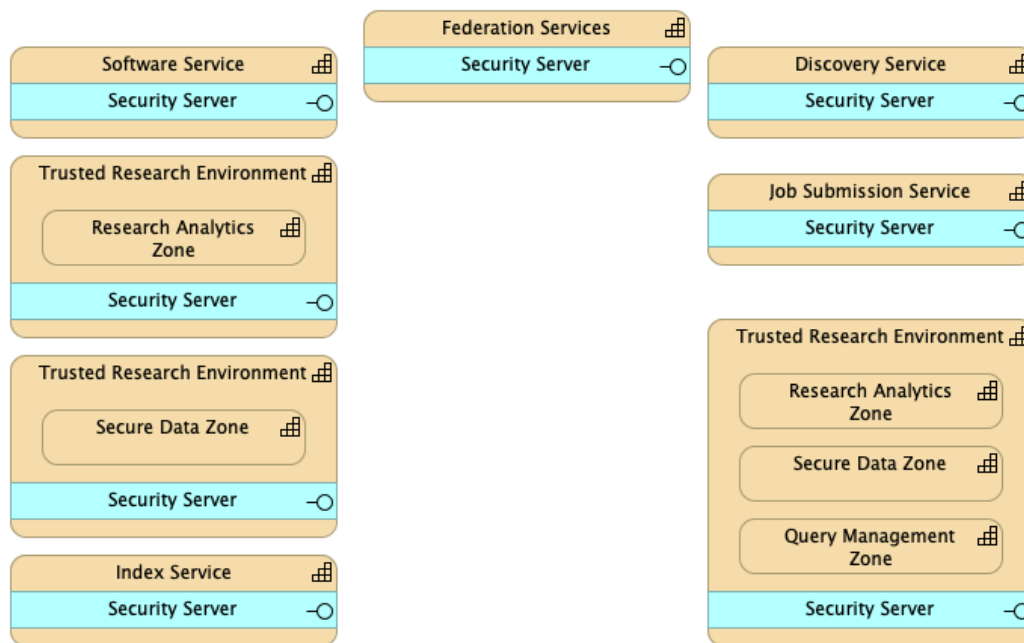 Federation Services
Security Server
Software Service
Security Server
Trusted Research Environment
Research Analytics
Zone
Security Server
Trusted Research Environment
Secure Data Zone
Security Server
Index Service
Security Server
Discovery Service
Security Server
Job Submission Service
Security Server
Trusted Research Environment
Research Analytics
Zone
Secure Data Zone
Query Management
Zone
Security Server